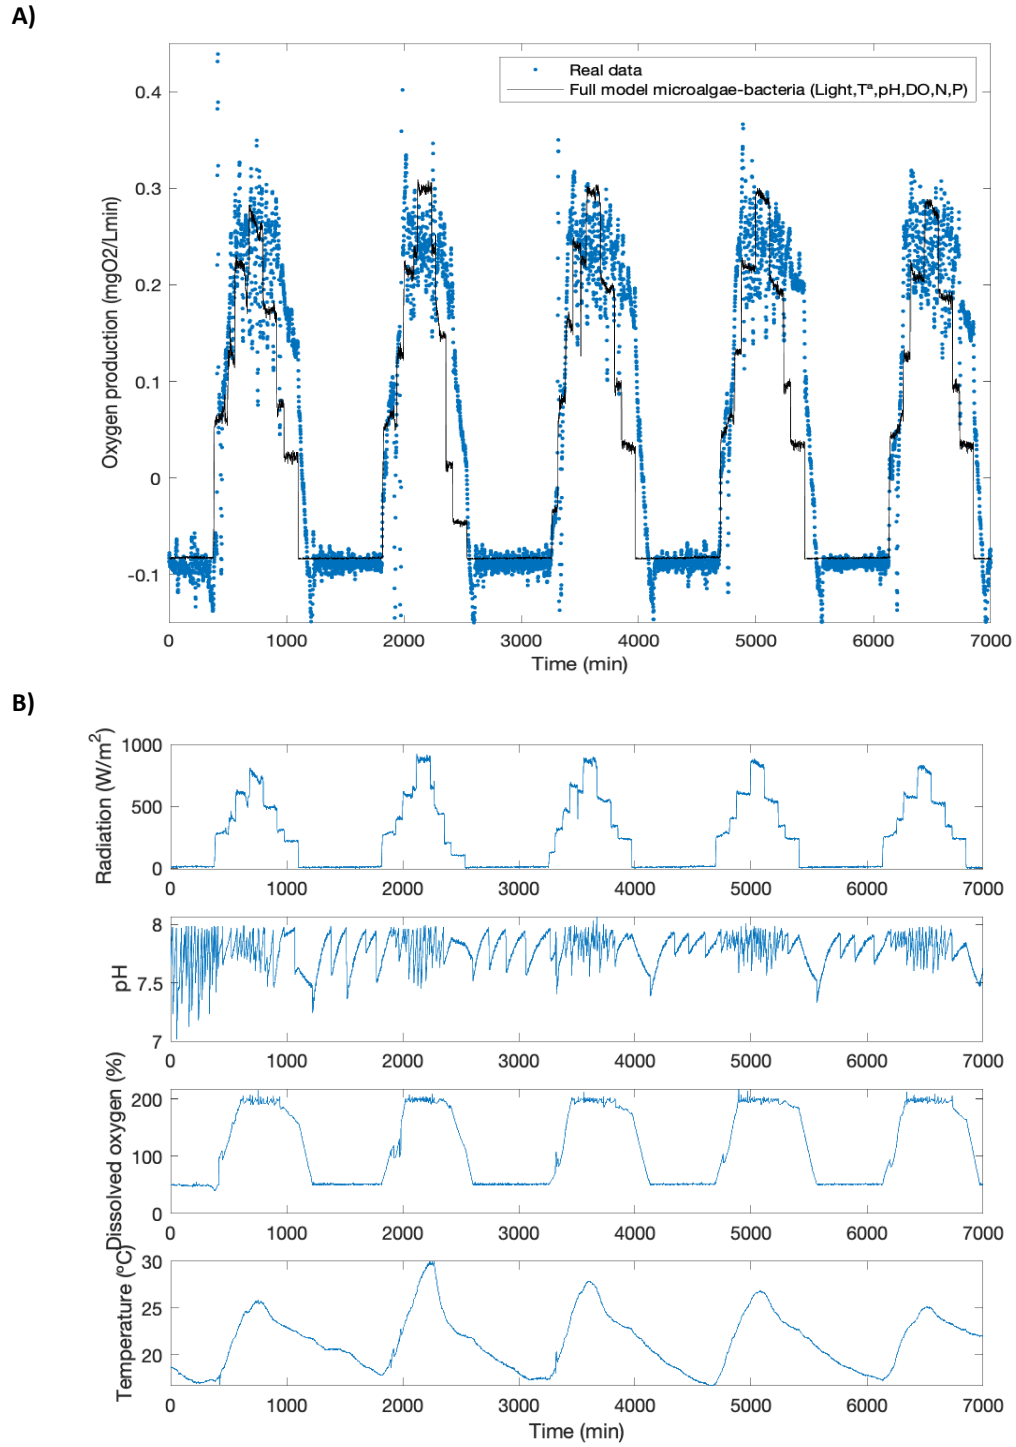 A)
Oxygen production (mgO2/Lmin)
0.4
0.3
0.2
0.1
0
-0.1
Real data
Full model microalgae-bacteria (Light,Tª,pH,DO,N,P)
0 1000 2000 3000 4000 5000 6000 7000
Time (min)
B)
Radiation (W/m²)
1000
500
0
0 1000 2000 3000 4000 5000 6000 7000
pH
8
7.5
7
0 1000 2000 3000 4000 5000 6000 7000
Dissolved oxygen (%)
200
100
0
0 1000 2000 3000 4000 5000 6000 7000
Temperature (ºC)
30
25
20
0 1000 2000 3000 4000 5000 6000 7000
Time (min)